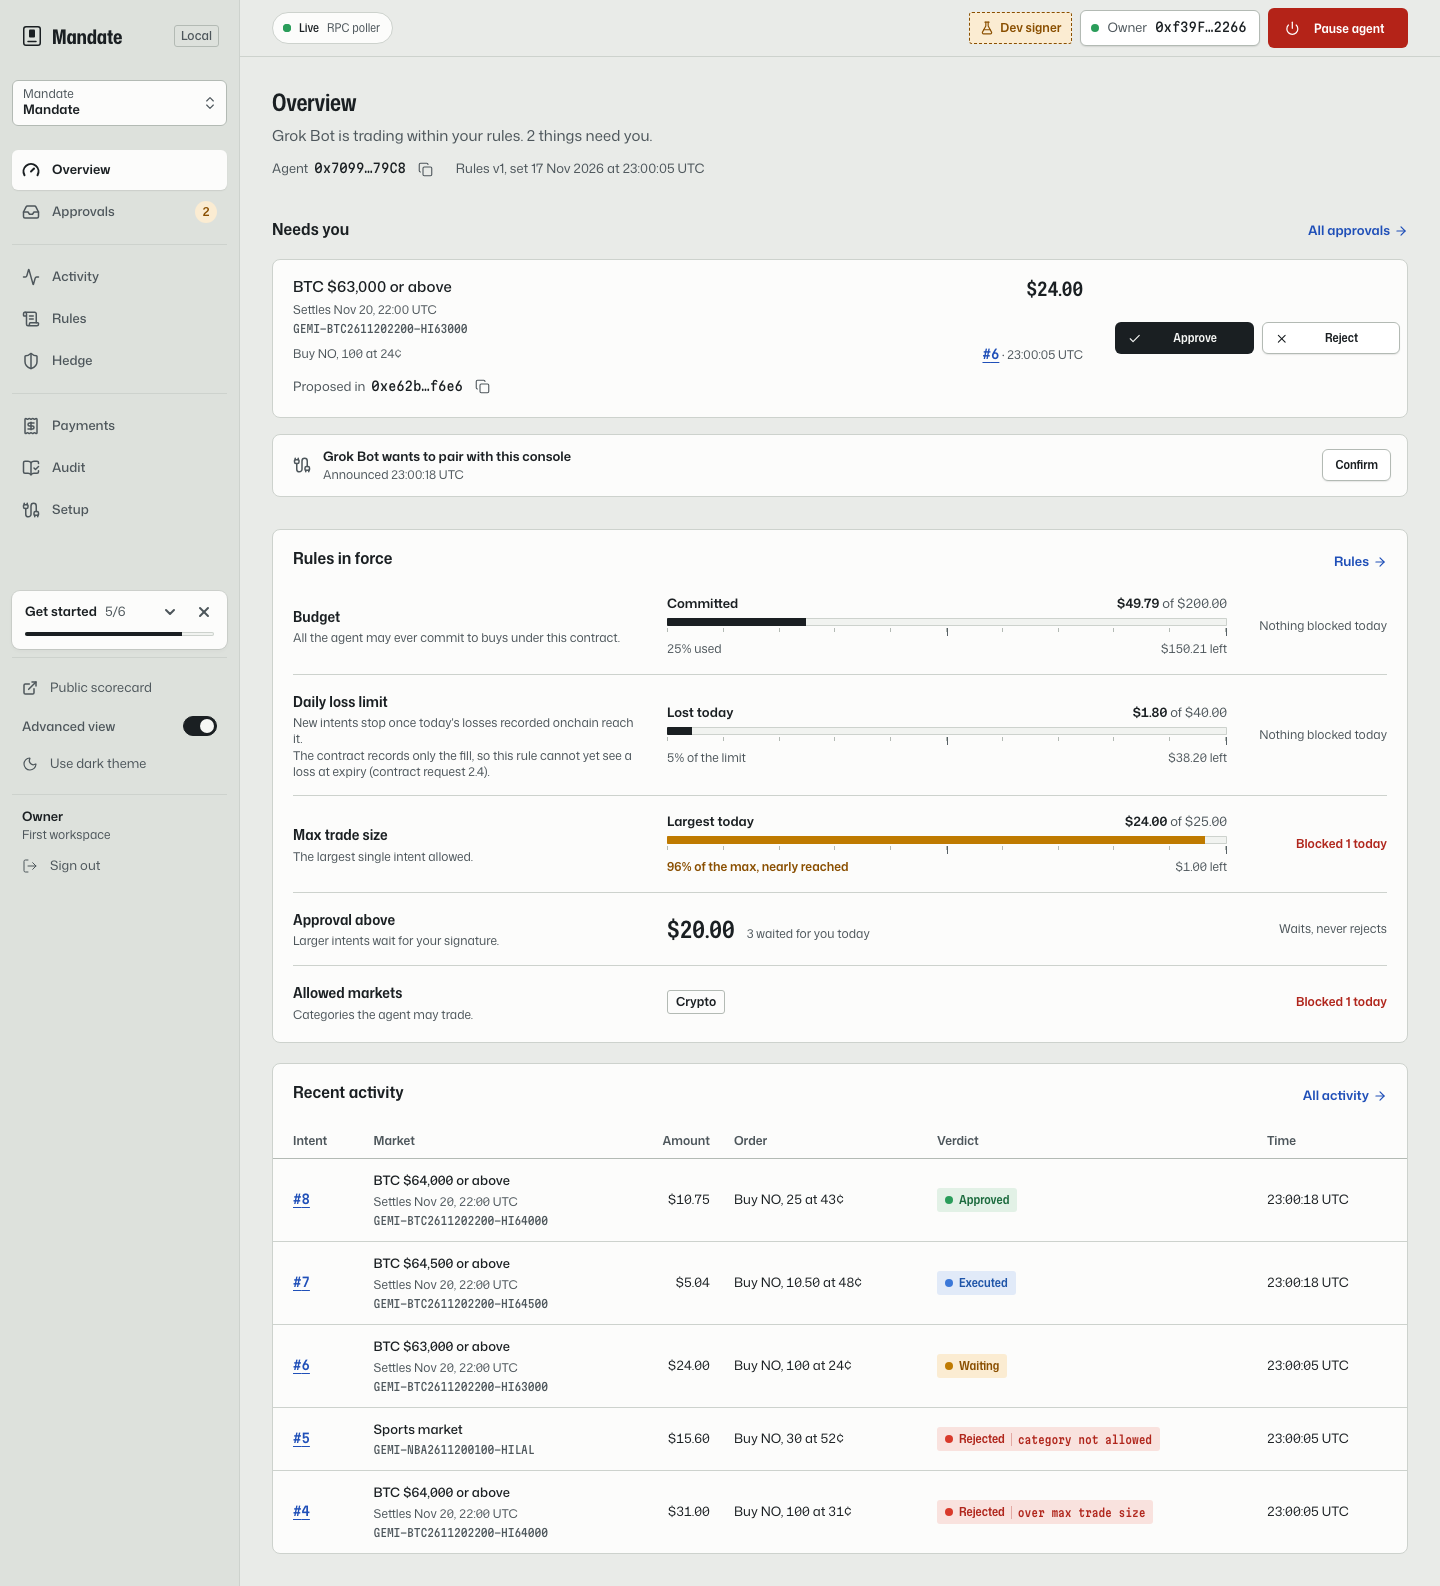 Mandate
Local
Mandate
Mandate
Overview
Approvals
2
Activity
Rules
Hedge
Payments
Audit
Setup
Get started 5/6
Public scorecard
Advanced view
Use dark theme
Owner
First workspace
Sign out
Live RPC poller
Dev signer
Owner 0xf39F…2266
Pause agent
Overview
Grok Bot is trading within your rules. 2 things need you.
Agent 0x7099…79C8
Rules v1, set 17 Nov 2026 at 23:00:05 UTC
Needs you
All approvals →
BTC $63,000 or above
Settles Nov 20, 22:00 UTC
GEMI-BTC2611202200-HI63000
Buy NO, 100 at 24¢
Proposed in 0xe62b…f6e6
$24.00
#6 · 23:00:05 UTC
Approve
Reject
Grok Bot wants to pair with this console
Announced 23:00:18 UTC
Confirm
Rules in force
Rules →
Budget
All the agent may ever commit to buys under this contract.
Committed
$49.79 of $200.00
25% used
$150.21 left
Nothing blocked today
Daily loss limit
New intents stop once today's losses recorded onchain reach
it.
The contract records only the fill, so this rule cannot yet see a
loss at expiry (contract request 2.4).
Lost today
$1.80 of $40.00
5% of the limit
$38.20 left
Nothing blocked today
Max trade size
The largest single intent allowed.
Largest today
$24.00 of $25.00
96% of the max, nearly reached
$1.00 left
Blocked 1 today
Approval above
Larger intents wait for your signature.
$20.00 3 waited for you today
Waits, never rejects
Allowed markets
Categories the agent may trade.
Crypto
Blocked 1 today
Recent activity
All activity →
Intent Market Amount Order Verdict Time
#8
BTC $64,000 or above
Settles Nov 20, 22:00 UTC
GEMI-BTC2611202200-HI64000
$10.75
Buy NO, 25 at 43¢
Approved
23:00:18 UTC
#7
BTC $64,500 or above
Settles Nov 20, 22:00 UTC
GEMI-BTC2611202200-HI64500
$5.04
Buy NO, 10.50 at 48¢
Executed
23:00:18 UTC
#6
BTC $63,000 or above
Settles Nov 20, 22:00 UTC
GEMI-BTC2611202200-HI63000
$24.00
Buy NO, 100 at 24¢
Waiting
23:00:05 UTC
#5
Sports market
GEMI-NBA2611200100-HILAL
$15.60
Buy NO, 30 at 52¢
Rejected category not allowed
23:00:05 UTC
#4
BTC $64,000 or above
Settles Nov 20, 22:00 UTC
GEMI-BTC2611202200-HI64000
$31.00
Buy NO, 100 at 31¢
Rejected over max trade size
23:00:05 UTC